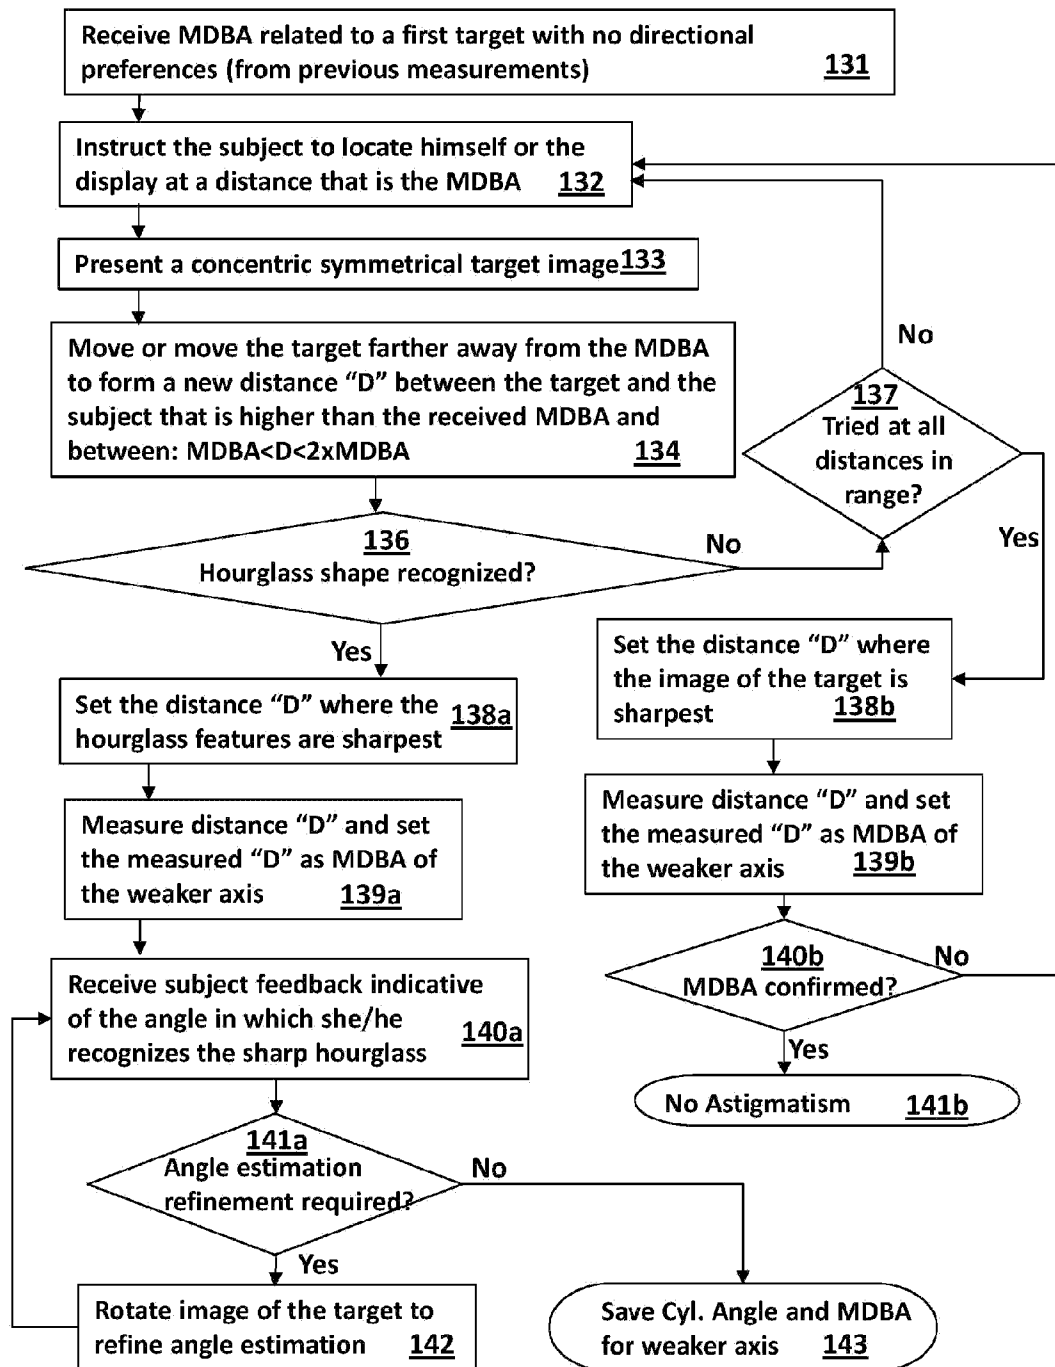 Receive MDBA related to a first target with no directional
preferences (from previous measurements) 131
Instruct the subject to locate himself or the
display at a distance that is the MDBA 132
Present a concentric symmetrical target image 133
Move or move the target farther away from the MDBA
to form a new distance “D” between the target and the
subject that is higher than the received MDBA and
between: MDBA<D<2xMDBA 134
136
Hourglass shape recognized?
No
Yes
137
Tried at all
distances in
range?
No
Yes
Set the distance “D” where the
hourglass features are sharpest 138a
Measure distance “D” and set
the measured “D” as MDBA of
the weaker axis 139a
Receive subject feedback indicative
of the angle in which she/he
recognizes the sharp hourglass 140a
141a
Angle estimation
refinement required?
No
Yes
Rotate image of the target to
refine angle estimation 142
Set the distance “D” where
the image of the target is
sharpest 138b
Measure distance “D” and set
the measured “D” as MDBA of
the weaker axis 139b
140b
MDBA confirmed?
No
Yes
No Astigmatism 141b
Save Cyl. Angle and MDBA
for weaker axis 143